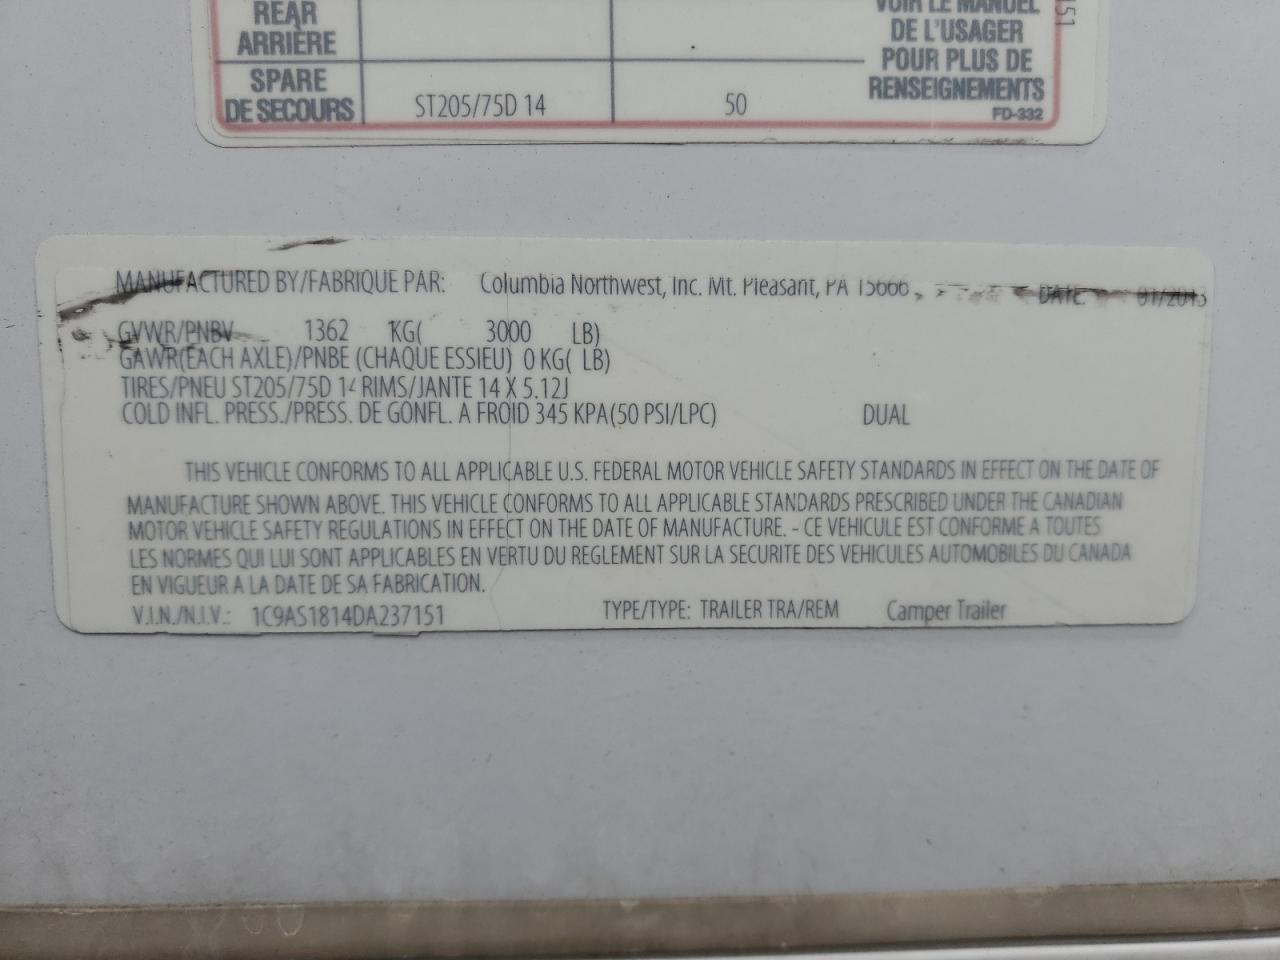 REAR
ARRIÈRE
SPARE
DE SECOURS
ST205/75D 14
50
VOIR LE MANUEL
DE L'USAGER
POUR PLUS DE
RENSEIGNEMENTS
FD-332
151
MANUFACTURED BY/FABRIQUE PAR: Columbia Northwest, Inc. Mt. Pleasant, PA 15666, DATE 01/2013
GVWR/PNBV 1362 KG( 3000 LB)
GAWR(EACH AXLE)/PNBE (CHAQUE ESSIEU) 0 KG( LB)
TIRES/PNEU ST205/75D 14 RIMS/JANTE 14 X 5.12J
COLD INFL. PRESS./PRESS. DE GONFL. A FROID 345 KPA(50 PSI/LPC) DUAL
THIS VEHICLE CONFORMS TO ALL APPLICABLE U.S. FEDERAL MOTOR VEHICLE SAFETY STANDARDS IN EFFECT ON THE DATE OF
MANUFACTURE SHOWN ABOVE. THIS VEHICLE CONFORMS TO ALL APPLICABLE STANDARDS PRESCRIBED UNDER THE CANADIAN
MOTOR VEHICLE SAFETY REGULATIONS IN EFFECT ON THE DATE OF MANUFACTURE. - CE VEHICULE EST CONFORME A TOUTES
LES NORMES QUI LUI SONT APPLICABLES EN VERTU DU REGLEMENT SUR LA SECURITE DES VEHICULES AUTOMOBILES DU CANADA
EN VIGUEUR A LA DATE DE SA FABRICATION.
V.I.N./N.I.V.: 1C9AS1814DA237151 TYPE/TYPE: TRAILER TRA/REM Camper Trailer